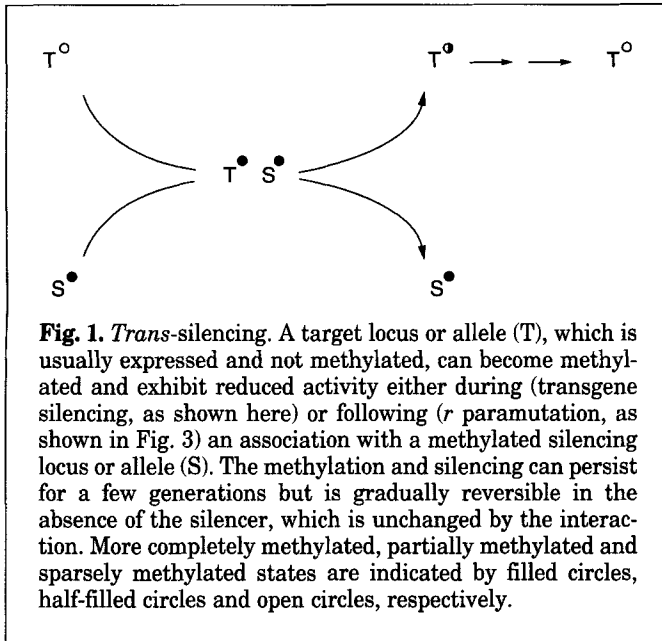 T○ T◑ → → T○
T● S●
S● S●
Fig. 1. Trans-silencing. A target locus or allele (T), which is
usually expressed and not methylated, can become methyl-
ated and exhibit reduced activity either during (transgene
silencing, as shown here) or following (r paramutation, as
shown in Fig. 3) an association with a methylated silencing
locus or allele (S). The methylation and silencing can persist
for a few generations but is gradually reversible in the
absence of the silencer, which is unchanged by the interac-
tion. More completely methylated, partially methylated and
sparsely methylated states are indicated by filled circles,
half-filled circles and open circles, respectively.